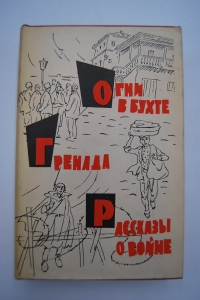 Огни
в бухте
Гренада
Рассказы
о войне